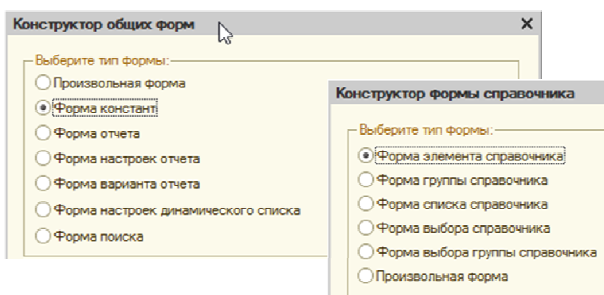 Конструктор общих форм
Выберите тип формы:
Произвольная форма
Форма констант
Форма отчета
Форма настроек отчета
Форма варианта отчета
Форма настроек динамического списка
Форма поиска
Конструктор формы справочника
Выберите тип формы:
Форма элемента справочника
Форма группы справочника
Форма списка справочника
Форма выбора справочника
Форма выбора группы справочника
Произвольная форма